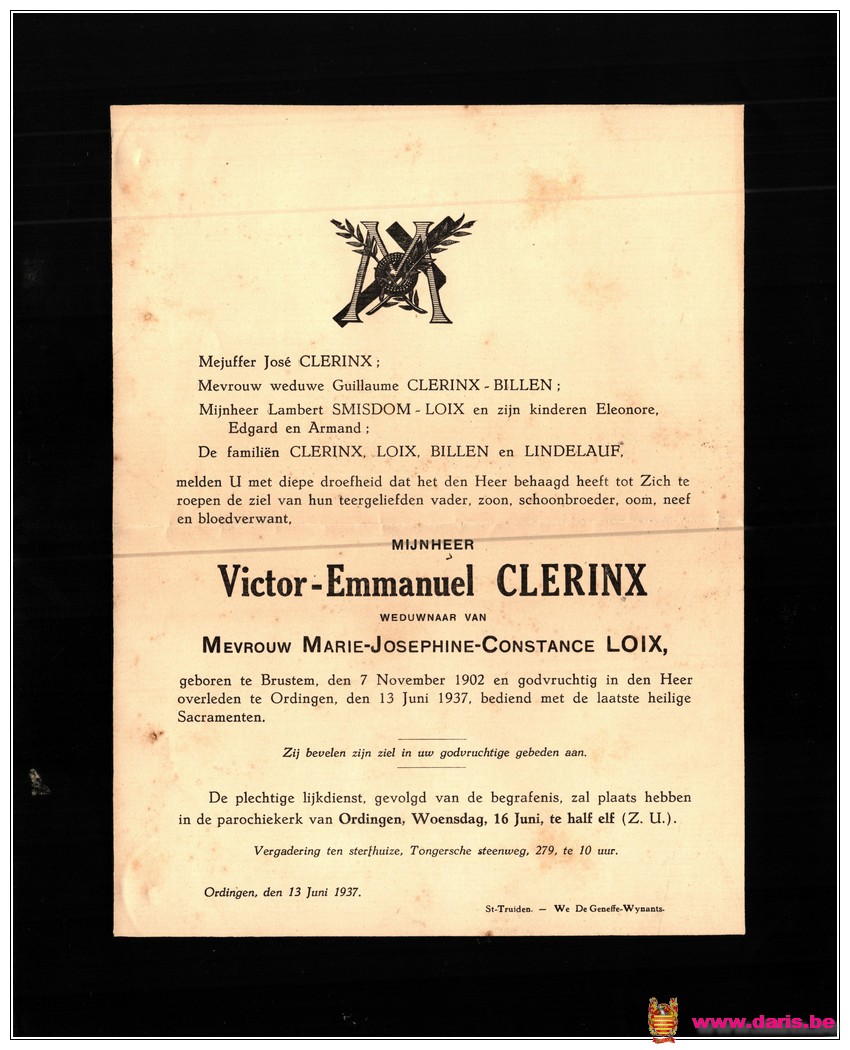 M
Mejuffer José CLERINX ;
Mevrouw weduwe Guillaume CLERINX - BILLEN ;
Mijnheer Lambert SMISDOM - LOIX en zijn kinderen Eleonore,
Edgard en Armand ;
De familiën CLERINX, LOIX, BILLEN en LINDELAUF,
melden U met diepe droefheid dat het den Heer behaagd heeft tot Zich te
roepen de ziel van hun teergeliefden vader, zoon, schoonbroeder, oom, neef
en bloedverwant,
MIJNHEER
Victor-Emmanuel CLERINX
WEDUWNAAR VAN
MEVROUW MARIE-JOSEPHINE-CONSTANCE LOIX,
geboren te Brustem, den 7 November 1902 en godvruchtig in den Heer
overleden te Ordingen, den 13 Juni 1937, bediend met de laatste heilige
Sacramenten.
Zij bevelen zijn ziel in uw godvruchtige gebeden aan.
De plechtige lijkdienst, gevolgd van de begrafenis, zal plaats hebben
in de parochiekerk van Ordingen, Woensdag, 16 Juni, te half elf (Z. U.).
Vergadering ten sterfhuize, Tongersche steenweg, 279, te 10 uur.
Ordingen, den 13 Juni 1937.
St-Truiden. — We De Geneffe-Wynants.
www.daris.be